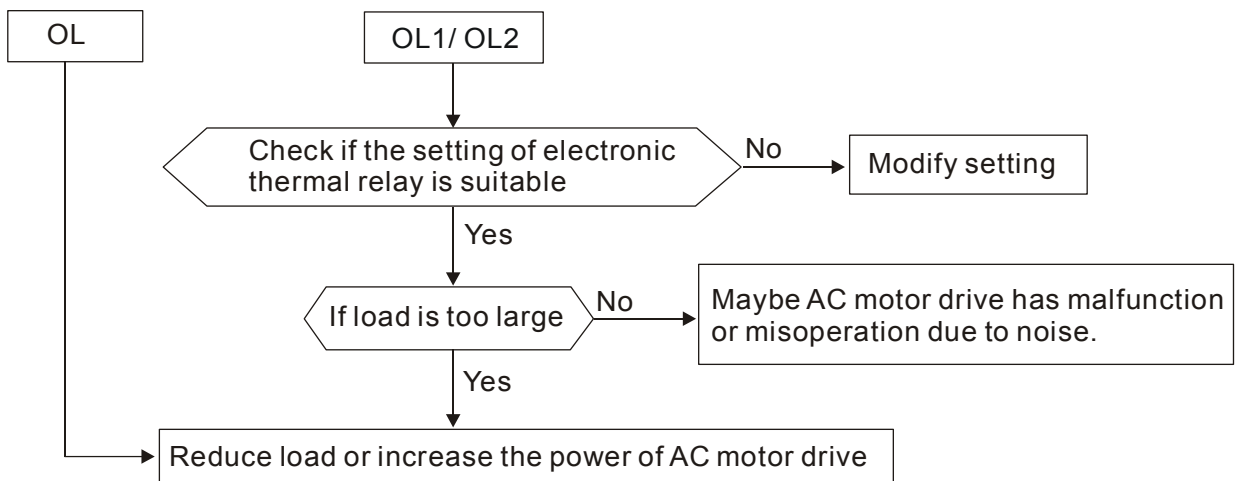 OL
OL1/ OL2
Check if the setting of electronic
thermal relay is suitable
No
Modify setting
Yes
If load is too large
No
Maybe AC motor drive has malfunction
or misoperation due to noise.
Yes
Reduce load or increase the power of AC motor drive